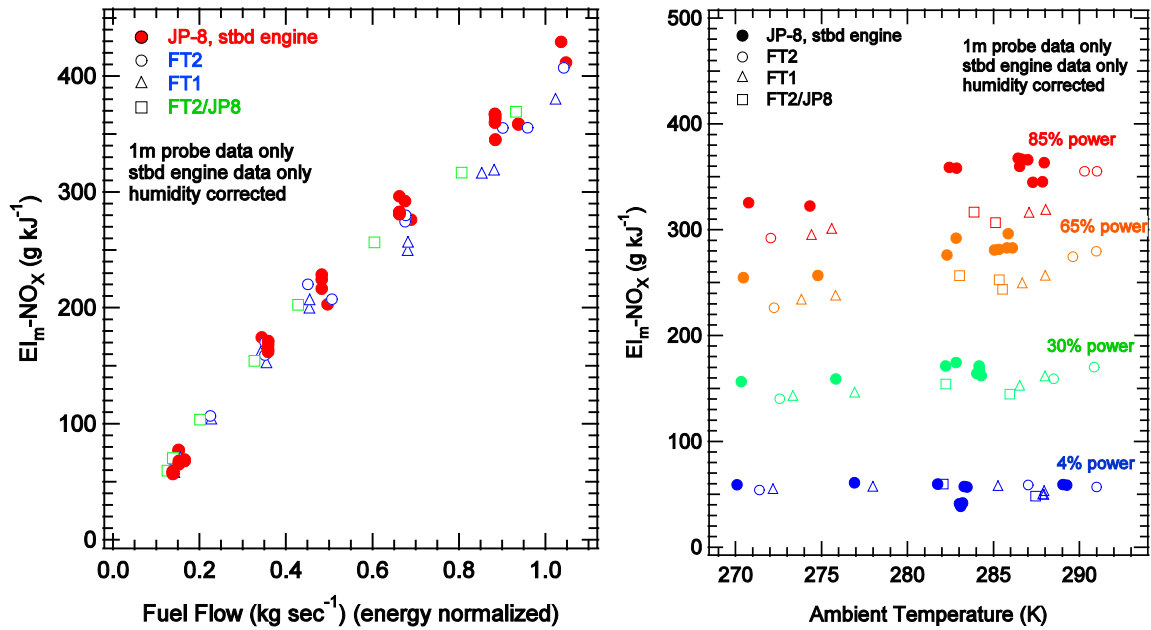 EIm-NOX (g kJ-1)
400
300
200
100
0
JP-8, stbd engine
FT2
FT1
FT2/JP8
1m probe data only
stbd engine data only
humidity corrected
0.0 0.2 0.4 0.6 0.8 1.0
Fuel Flow (kg sec-1) (energy normalized)
EIm-NOX (g kJ-1)
500
400
300
200
100
0
JP-8, stbd engine
FT2
FT1
FT2/JP8
1m probe data only
stbd engine data only
humidity corrected
85% power
65% power
30% power
4% power
270 275 280 285 290
Ambient Temperature (K)